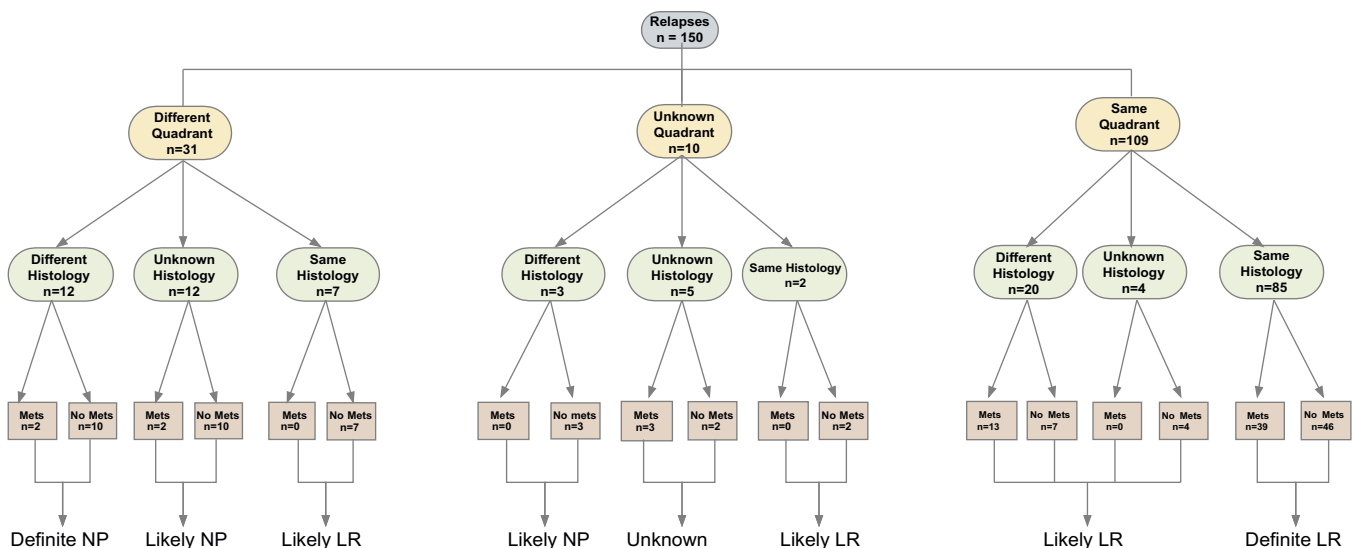 Relapses
n = 150
Different
Quadrant
n=31
Unknown
Quadrant
n=10
Same
Quadrant
n=109
Different
Histology
n=12
Unknown
Histology
n=12
Same
Histology
n=7
Different
Histology
n=3
Unknown
Histology
n=5
Same Histology
n=2
Different
Histology
n=20
Unknown
Histology
n=4
Same
Histology
n=85
Mets
n=2
No Mets
n=10
Mets
n=2
No Mets
n=10
Mets
n=0
No Mets
n=7
Mets
n=0
No mets
n=3
Mets
n=3
No Mets
n=2
Mets
n=0
No Mets
n=2
Mets
n=13
No Mets
n=7
Mets
n=0
No Mets
n=4
Mets
n=39
No Mets
n=46
Definite NP
Likely NP
Likely LR
Likely NP
Unknown
Likely LR
Likely LR
Definite LR